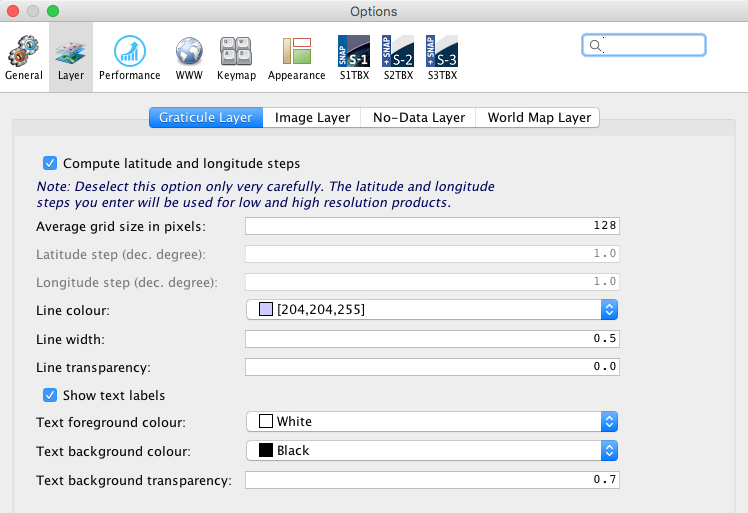 Options
General
Layer
Performance
WWW
Keymap
Appearance
S1TBX
S2TBX
S3TBX
U
A
S
W
SNAP
S-1
SNAP
S-2
SNAP
S-3
Graticule Layer
Image Layer
No-Data Layer
World Map Layer
Compute latitude and longitude steps
Note: Deselect this option only very carefully. The latitude and longitude
steps you enter will be used for low and high resolution products.
Average grid size in pixels: 128
Latitude step (dec. degree): 1.0
Longitude step (dec. degree): 1.0
Line colour: [204,204,255]
Line width: 0.5
Line transparency: 0.0
Show text labels
Text foreground colour: White
Text background colour: Black
Text background transparency: 0.7